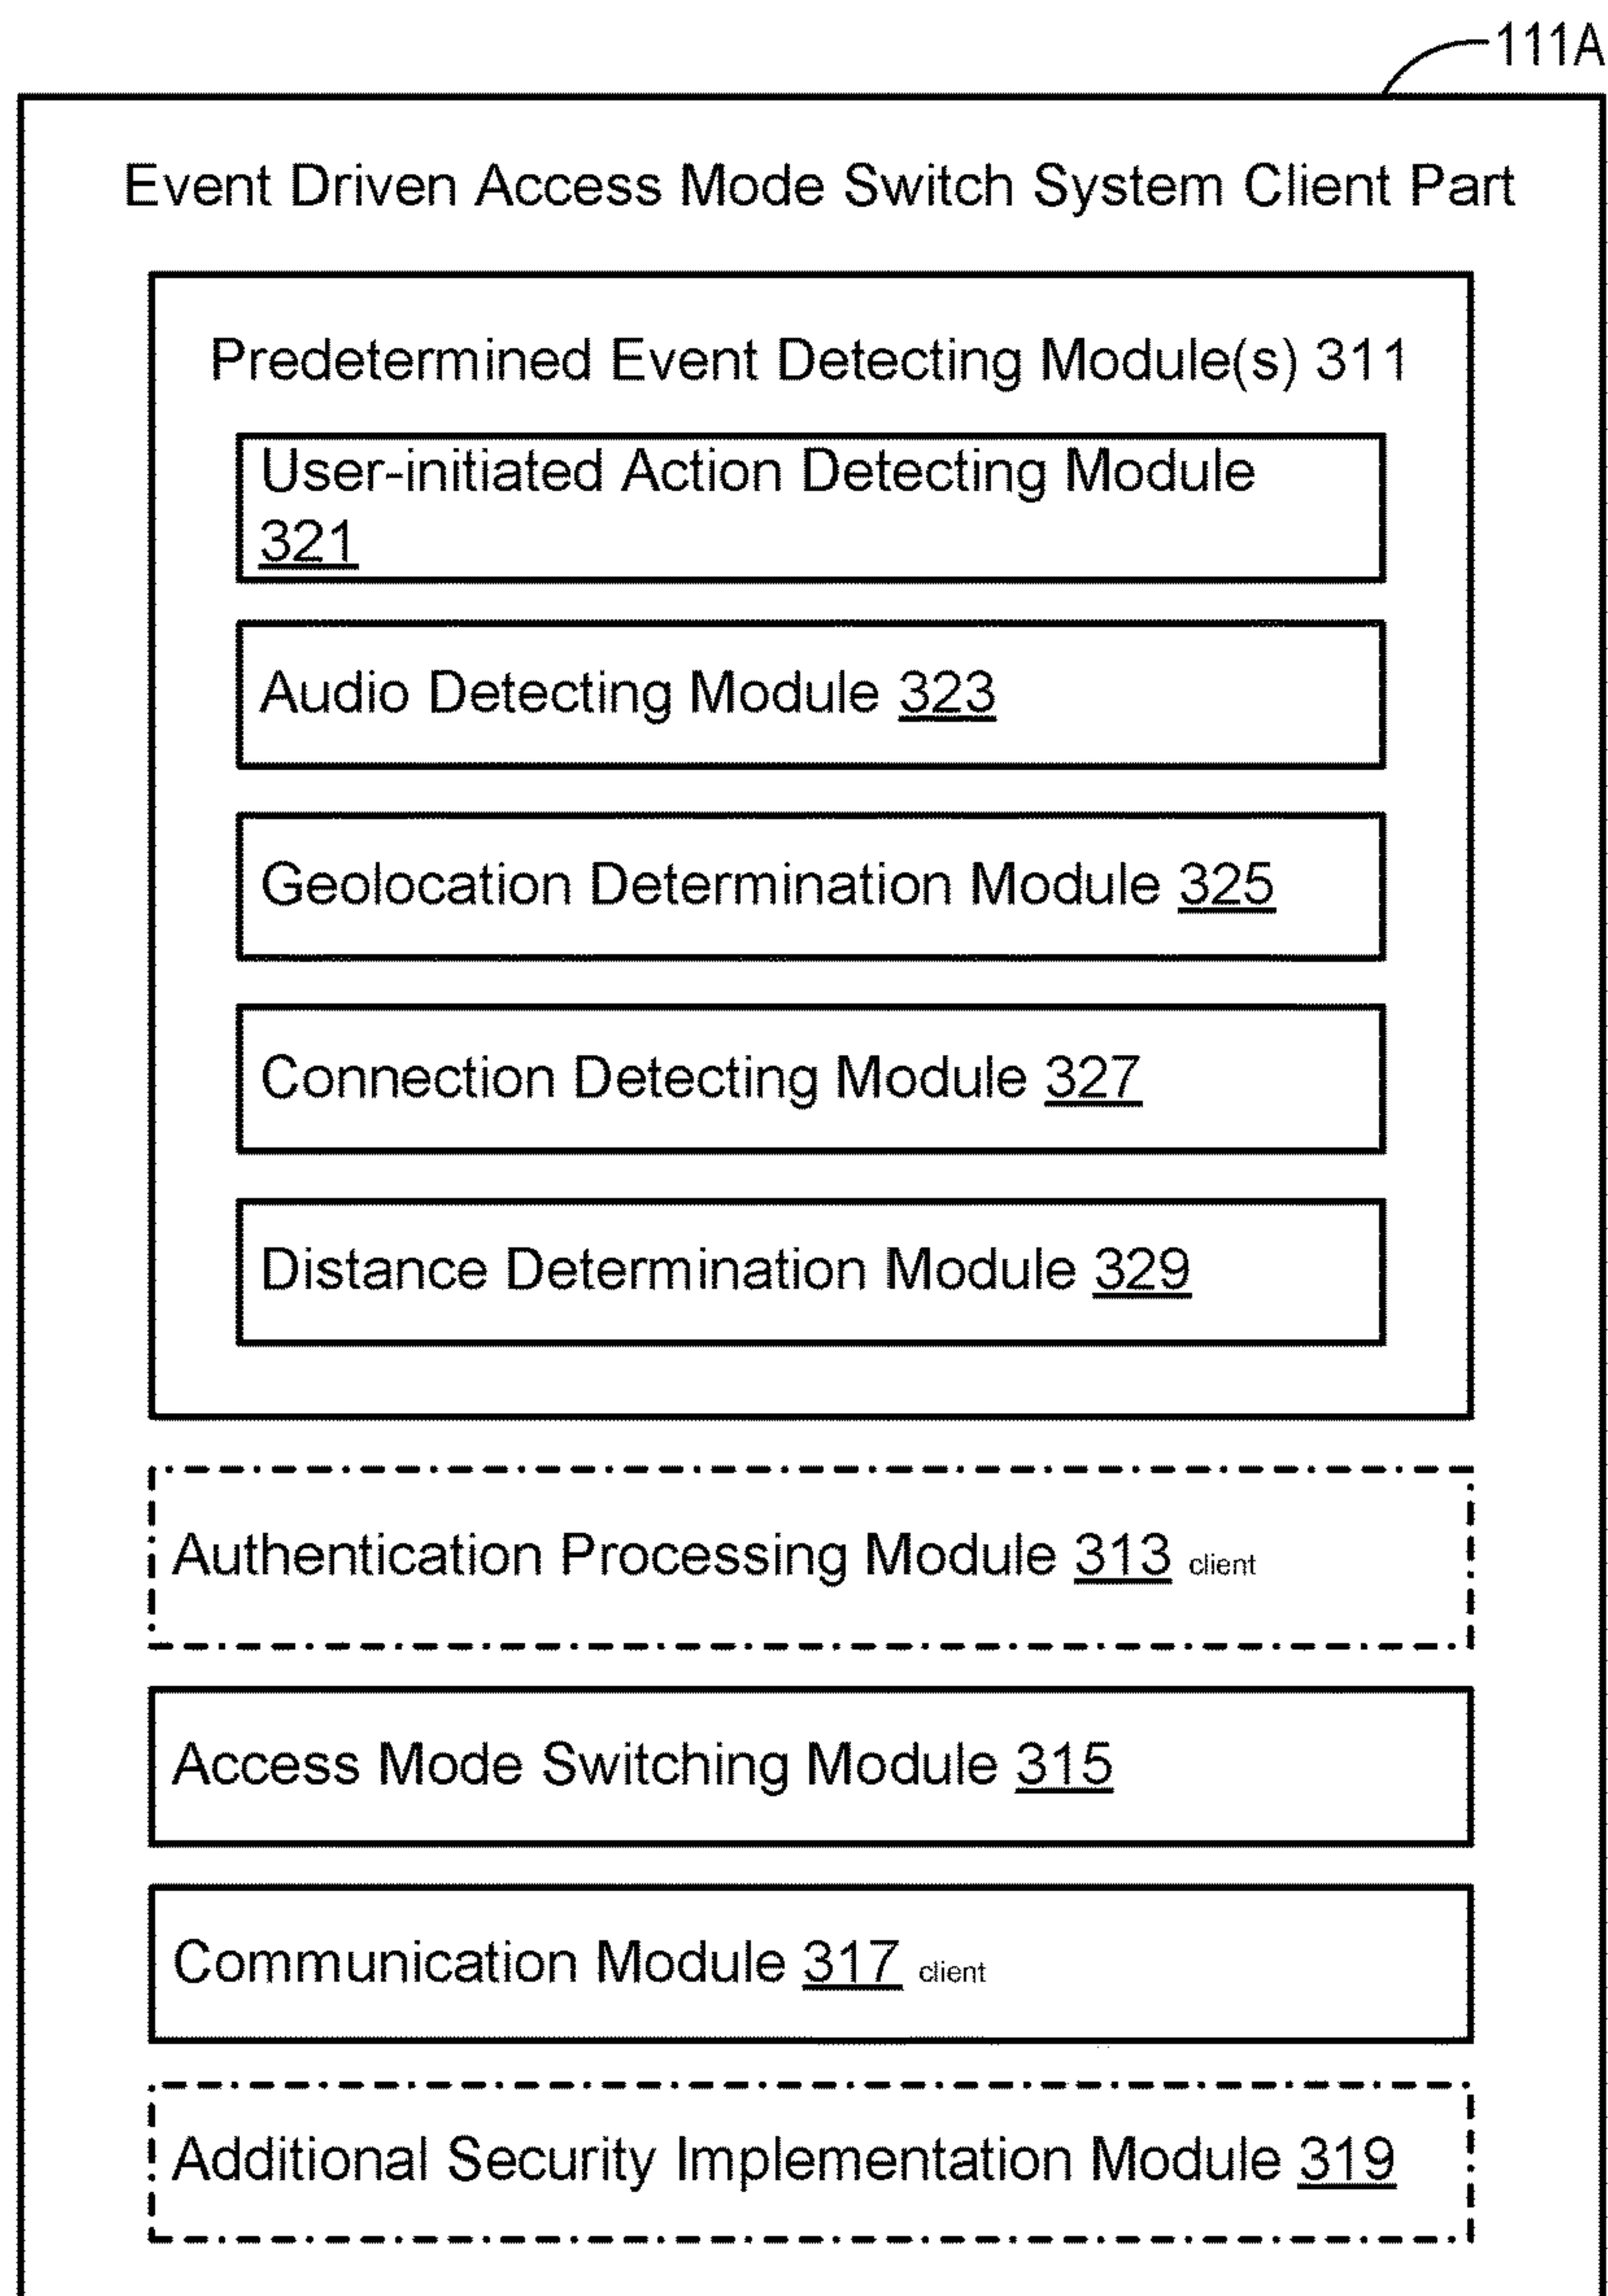 111A
Event Driven Access Mode Switch System Client Part
Predetermined Event Detecting Module(s) 311
User-initiated Action Detecting Module
321
Audio Detecting Module 323
Geolocation Determination Module 325
Connection Detecting Module 327
Distance Determination Module 329
Authentication Processing Module 313 client
Access Mode Switching Module 315
Communication Module 317 client
Additional Security Implementation Module 319